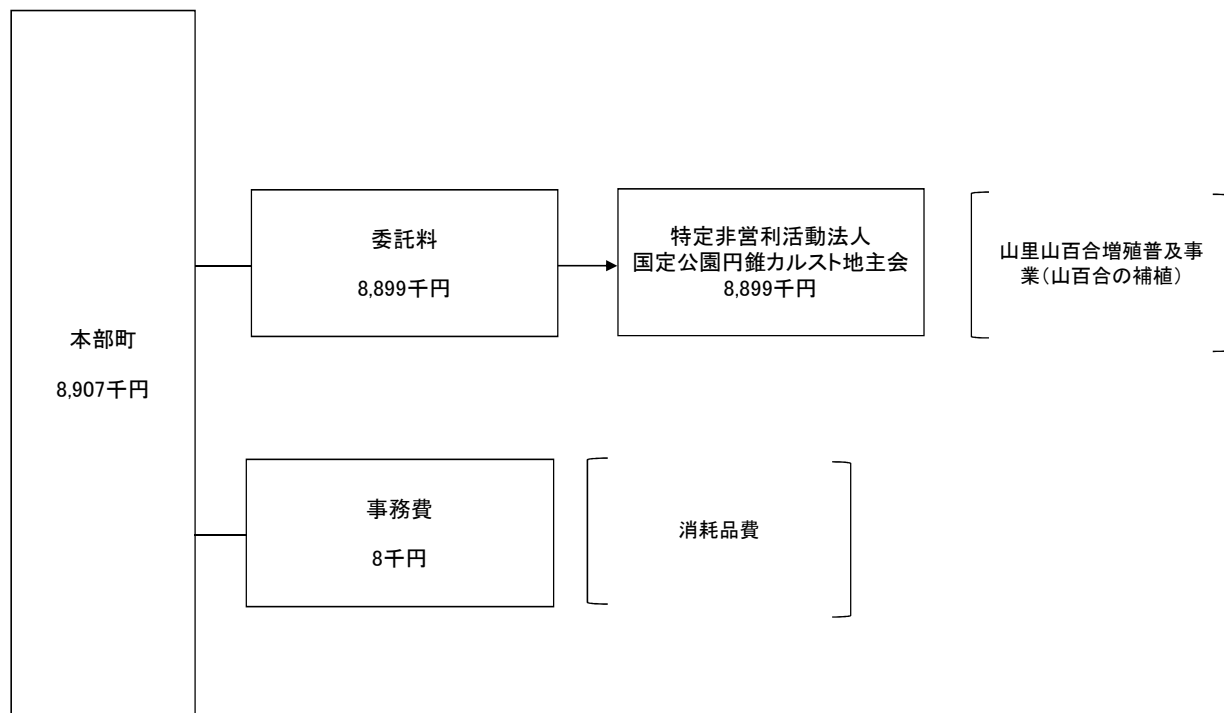 本部町
8,907千円
委託料
8,899千円
特定非営利活動法人
国定公園円錐カルスト地主会
8,899千円
山里山百合増殖普及事
業(山百合の補植)
事務費
8千円
消耗品費